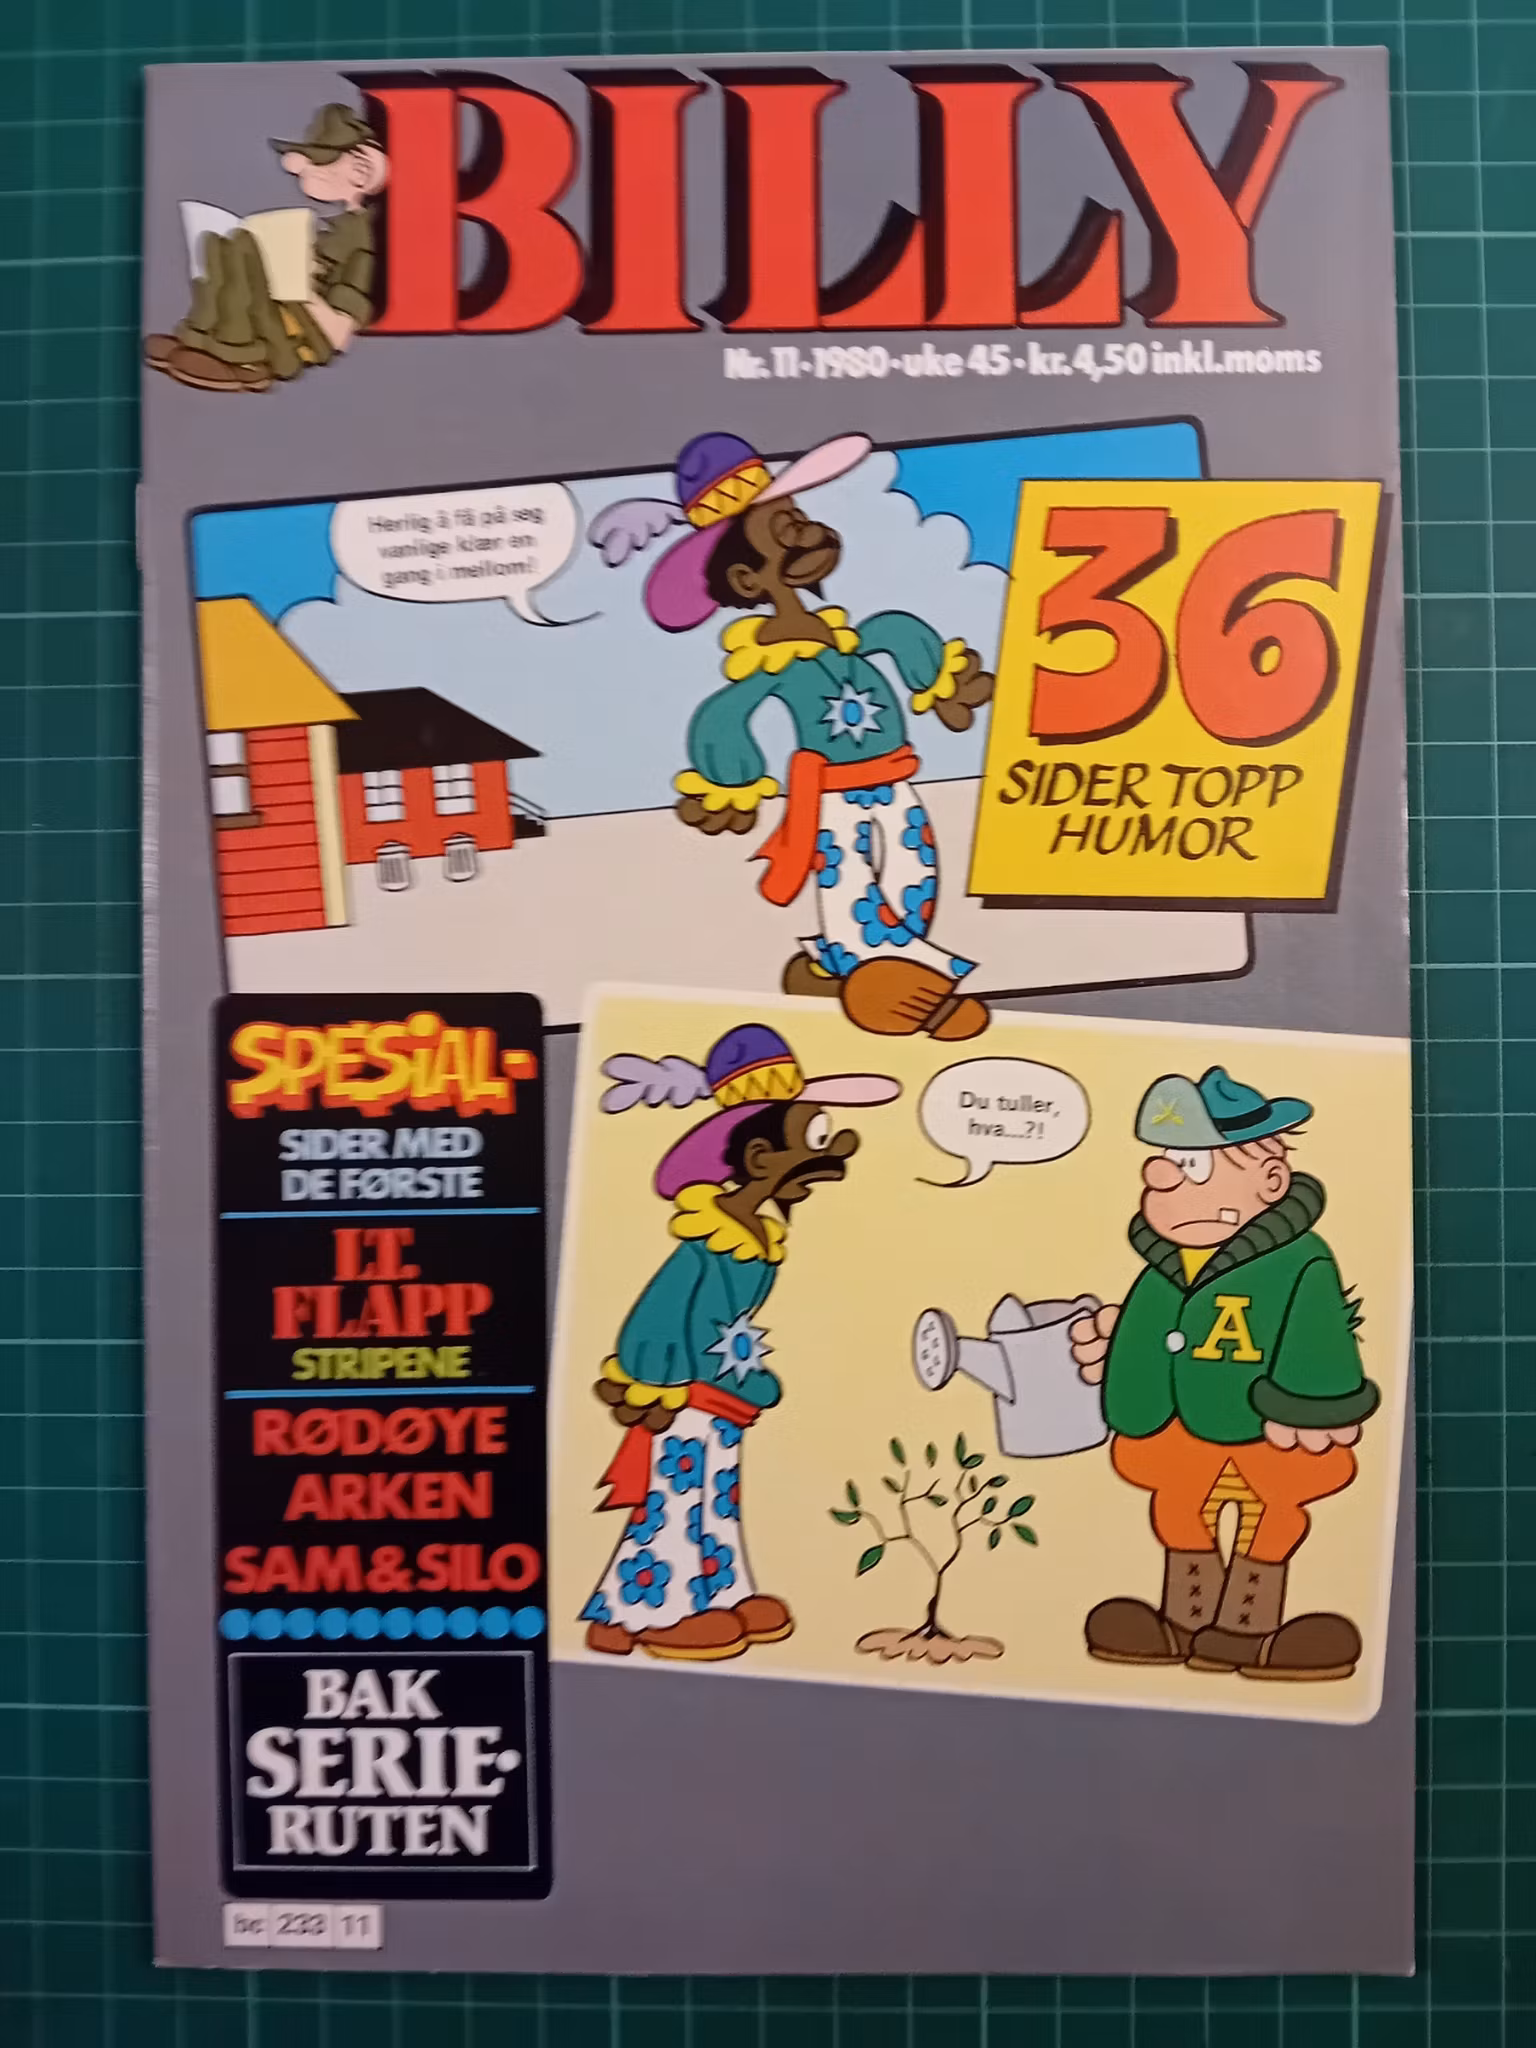 BILLY
Nr. 11 · 1980 · uke 45 · kr. 4,50 inkl. moms
Herlig å få på seg
vanlige klær en
gang i mellom!
36
SIDER TOPP
HUMOR
SPESiAL-
SIDER MED
DE FØRSTE
LT.
FLAPP
STRIPENE
RØDØYE
ARKEN
SAM & SILO
BAK
SERIE-
RUTEN
Du tuller,
hva...?!
A
bc 233 11